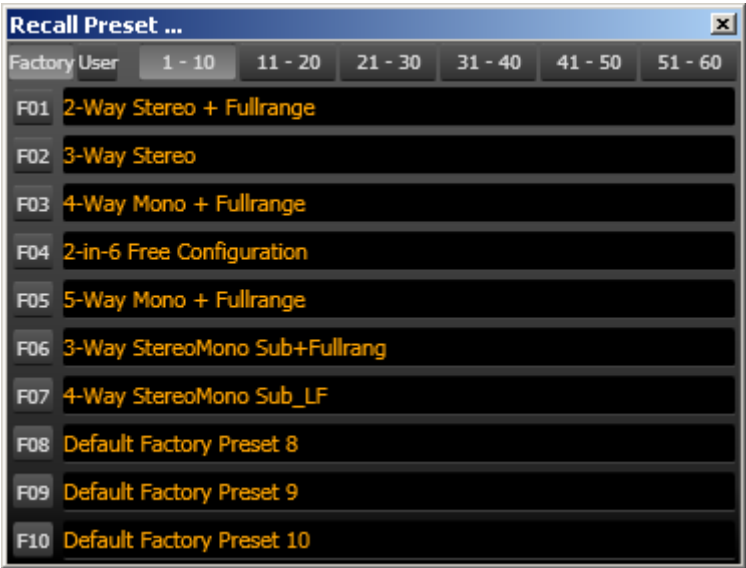 Recall Preset ...
Factory User 1 - 10 11 - 20 21 - 30 31 - 40 41 - 50 51 - 60
F01 2-Way Stereo + Fullrange
F02 3-Way Stereo
F03 4-Way Mono + Fullrange
F04 2-in-6 Free Configuration
F05 5-Way Mono + Fullrange
F06 3-Way StereoMono Sub+Fullrang
F07 4-Way StereoMono Sub_LF
F08 Default Factory Preset 8
F09 Default Factory Preset 9
F10 Default Factory Preset 10